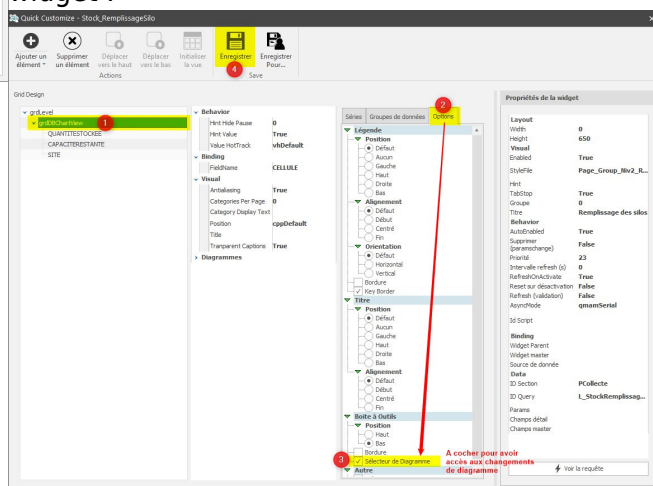 Quick Customize - Stock_RemplissageSilo
Ajouter un élément
Supprimer un élément
Déplacer vers le haut
Déplacer vers le bas
Initialiser la vue
Enregistrer
Enregistrer Pour...
4
Actions
Save
Grid Design
grdLevel
grdDBChartView
1
QUANTITESTOCKEE
CAPACITERESTANTE
SITE
Behavior
Hint Hide Pause 0
Hint Value True
Value HotTrack vhDefault
Binding
FieldName CELLULE
Visual
Antialiasing True
Categories Per Page 0
Category Display Text
Position cppDefault
Title
Tranparent Captions True
Diagrammes
2
Séries Groupes de données Options
Légende
Position
Défaut
Aucun
Gauche
Haut
Droite
Bas
Alignement
Défaut
Début
Centré
Fin
Orientation
Défaut
Horizontal
Vertical
Bordure
Key Border
Titre
Position
Défaut
Aucun
Gauche
Haut
Droite
Bas
Alignement
Défaut
Début
Centré
Fin
Boite à Outils
Position
Haut
Bas
Bordure
3 Sélecteur de Diagramme
Autre
A cocher pour avoir
accès aux changements
de diagramme
Propriétés de la widget
Layout
Width 0
Height 650
Visual
Enabled True
StyleFile Page_Group_Niv2_R...
Hint
TabStop True
Groupe 0
Titre Remplissage des silos
Behavior
AutoEnabled True
Supprimer
(paramschange) False
Priorité 23
Intervalle refresh (s) 0
RefreshOnActivate True
Reset sur désactivation False
Refresh (validation) False
AsyncMode qmamSerial
Id Script
Binding
Widget Parent
Widget master
Source de donnée
Data
ID Section PCollecte
ID Query L_StockRemplissag...
Params
Champs détail
Champs master
Voir la requête